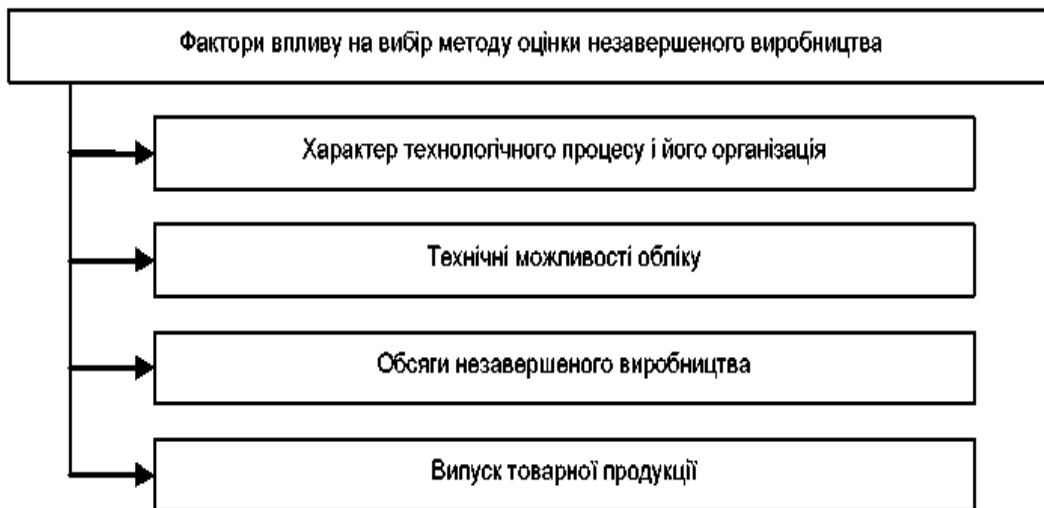 Фактори впливу на вибір методу оцінки незавершеного виробництва
Характер технологічного процесу і його організація
Технічні можливості обліку
Обсяги незавершеного виробництва
Випуск товарної продукції